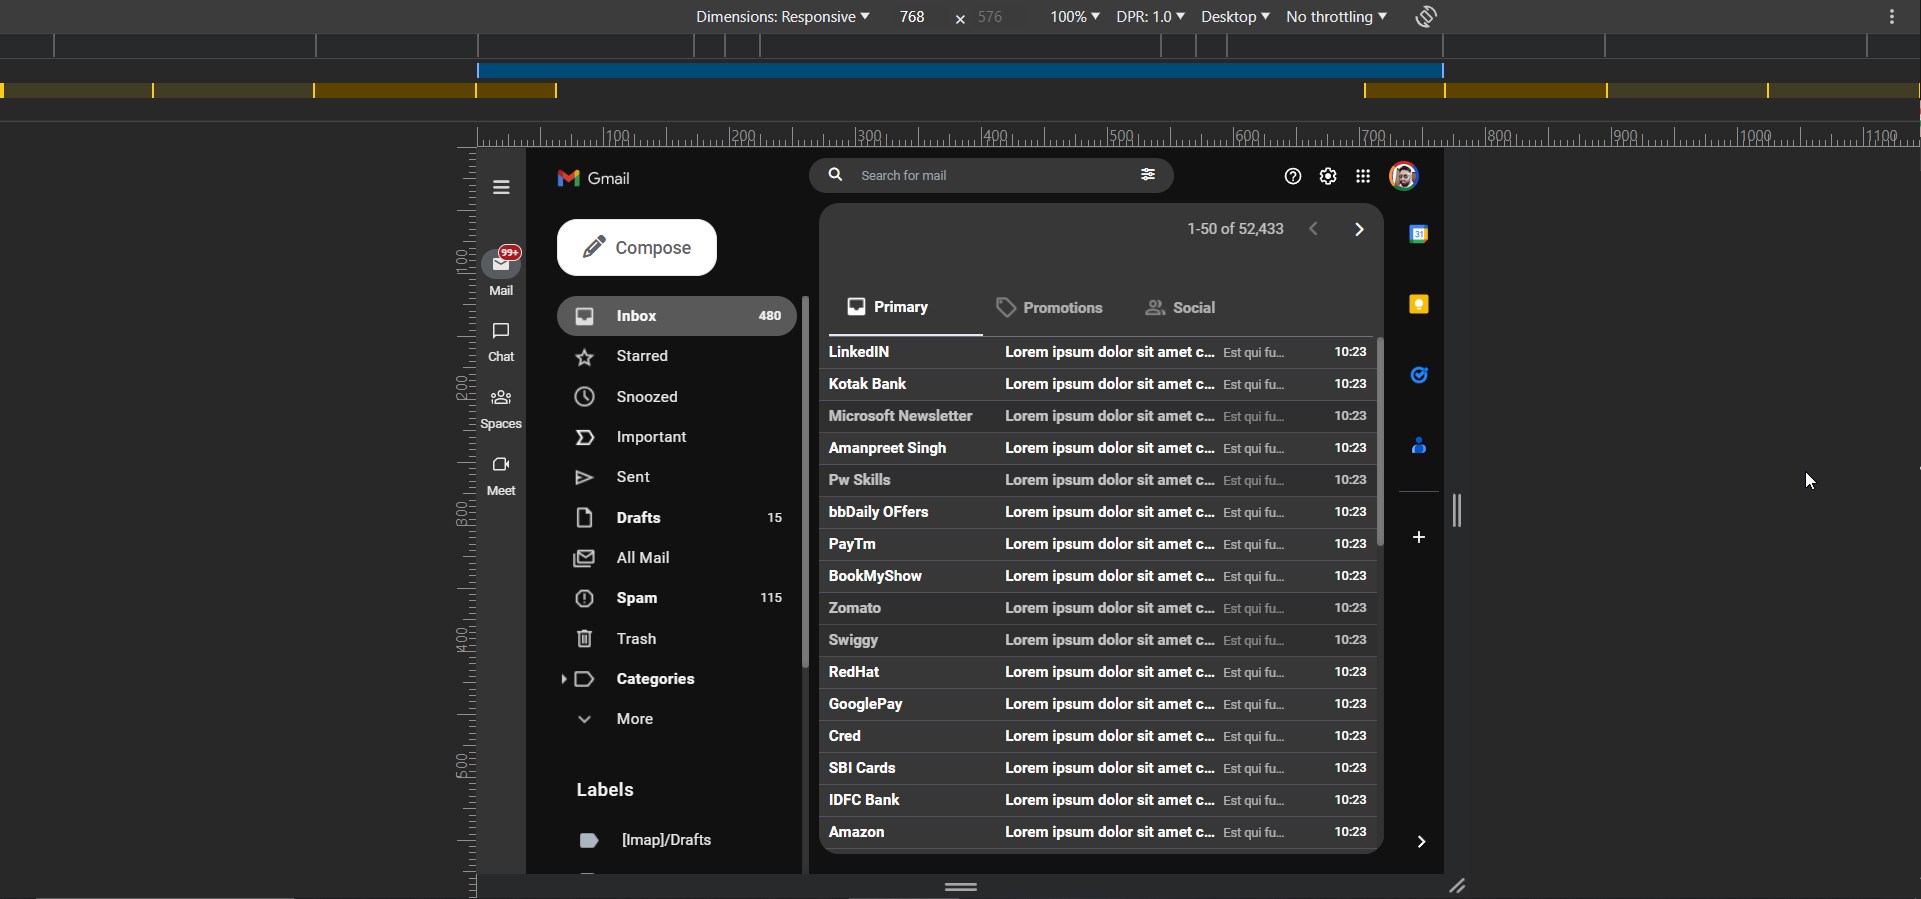 Dimensions: Responsive 768 × 576 100% DPR: 1.0 Desktop No throttling
100 200 300 400 500 600 700 800 900 1000 1100
Gmail
Search for mail
Compose
1-50 of 52,433
100
200
300
400
500
99+
Mail
Chat
Spaces
Meet
Inbox 480
Starred
Snoozed
Important
Sent
Drafts 15
All Mail
Spam 115
Trash
Categories
More
Labels
[Imap]/Drafts
Primary Promotions Social
LinkedIN Lorem ipsum dolor sit amet c... Est qui fu... 10:23
Kotak Bank Lorem ipsum dolor sit amet c... Est qui fu... 10:23
Microsoft Newsletter Lorem ipsum dolor sit amet c... Est qui fu... 10:23
Amanpreet Singh Lorem ipsum dolor sit amet c... Est qui fu... 10:23
Pw Skills Lorem ipsum dolor sit amet c... Est qui fu... 10:23
bbDaily OFfers Lorem ipsum dolor sit amet c... Est qui fu... 10:23
PayTm Lorem ipsum dolor sit amet c... Est qui fu... 10:23
BookMyShow Lorem ipsum dolor sit amet c... Est qui fu... 10:23
Zomato Lorem ipsum dolor sit amet c... Est qui fu... 10:23
Swiggy Lorem ipsum dolor sit amet c... Est qui fu... 10:23
RedHat Lorem ipsum dolor sit amet c... Est qui fu... 10:23
GooglePay Lorem ipsum dolor sit amet c... Est qui fu... 10:23
Cred Lorem ipsum dolor sit amet c... Est qui fu... 10:23
SBI Cards Lorem ipsum dolor sit amet c... Est qui fu... 10:23
IDFC Bank Lorem ipsum dolor sit amet c... Est qui fu... 10:23
Amazon Lorem ipsum dolor sit amet c... Est qui fu... 10:23
31